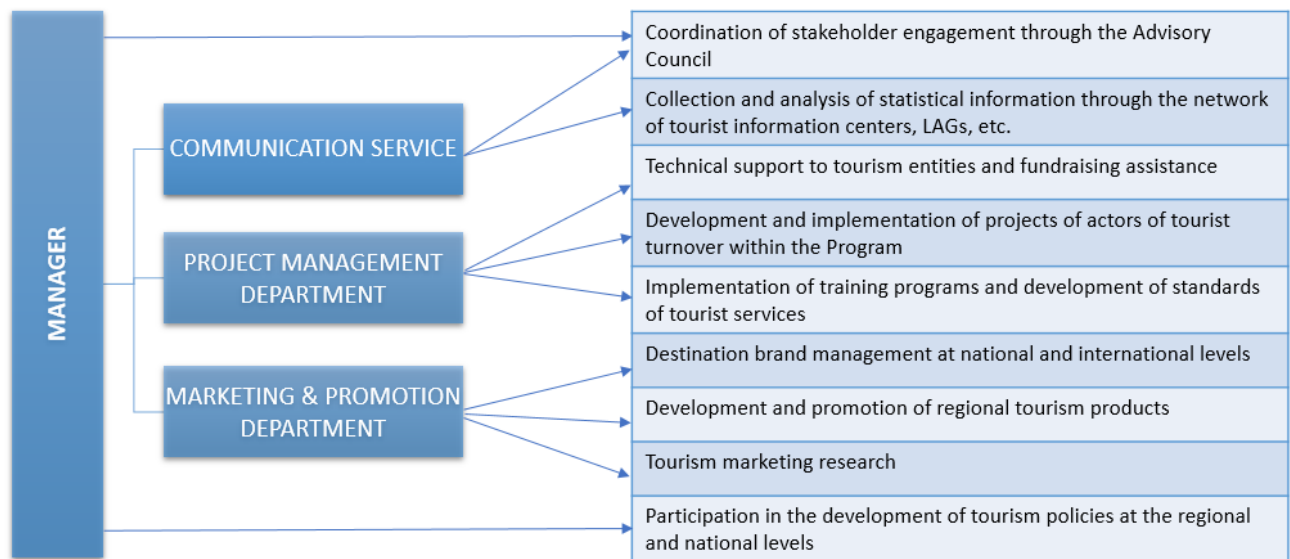 MANAGER
COMMUNICATION SERVICE
PROJECT MANAGEMENT
DEPARTMENT
MARKETING & PROMOTION
DEPARTMENT
Coordination of stakeholder engagement through the Advisory
Council
Collection and analysis of statistical information through the network
of tourist information centers, LAGs, etc.
Technical support to tourism entities and fundraising assistance
Development and implementation of projects of actors of tourist
turnover within the Program
Implementation of training programs and development of standards
of tourist services
Destination brand management at national and international levels
Development and promotion of regional tourism products
Tourism marketing research
Participation in the development of tourism policies at the regional
and national levels